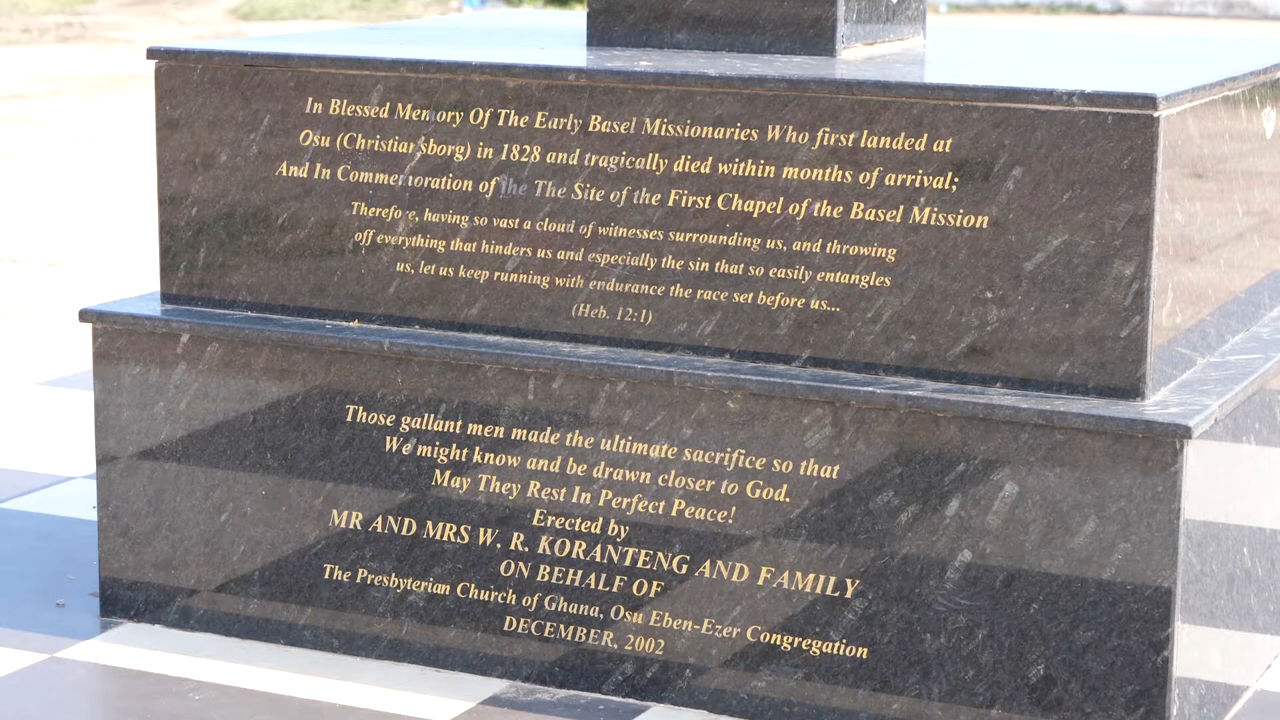 In Blessed Memory Of The Early Basel Missionaries Who first landed at
Osu (Christiansborg) in 1828 and tragically died within months of arrival;
And In Commemoration of the The Site of the First Chapel of the Basel Mission
Therefore, having so vast a cloud of witnesses surrounding us, and throwing
off everything that hinders us and especially the sin that so easily entangles
us, let us keep running with endurance the race set before us...
(Heb. 12:1)
Those gallant men made the ultimate sacrifice so that
We might know and be drawn closer to God.
May They Rest In Perfect Peace!
Erected by
MR AND MRS W. R. KORANTENG AND FAMILY
ON BEHALF OF
The Presbyterian Church of Ghana, Osu Eben-Ezer Congregation
DECEMBER, 2002